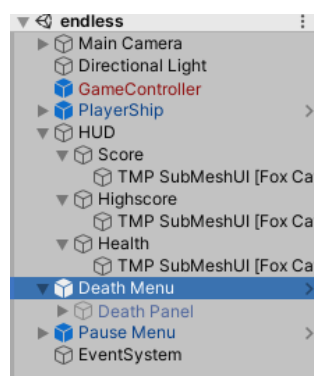 endless
Main Camera
Directional Light
GameController
PlayerShip
HUD
Score
TMP SubMeshUI [Fox Ca
Highscore
TMP SubMeshUI [Fox Ca
Health
TMP SubMeshUI [Fox Ca
Death Menu
Death Panel
Pause Menu
EventSystem